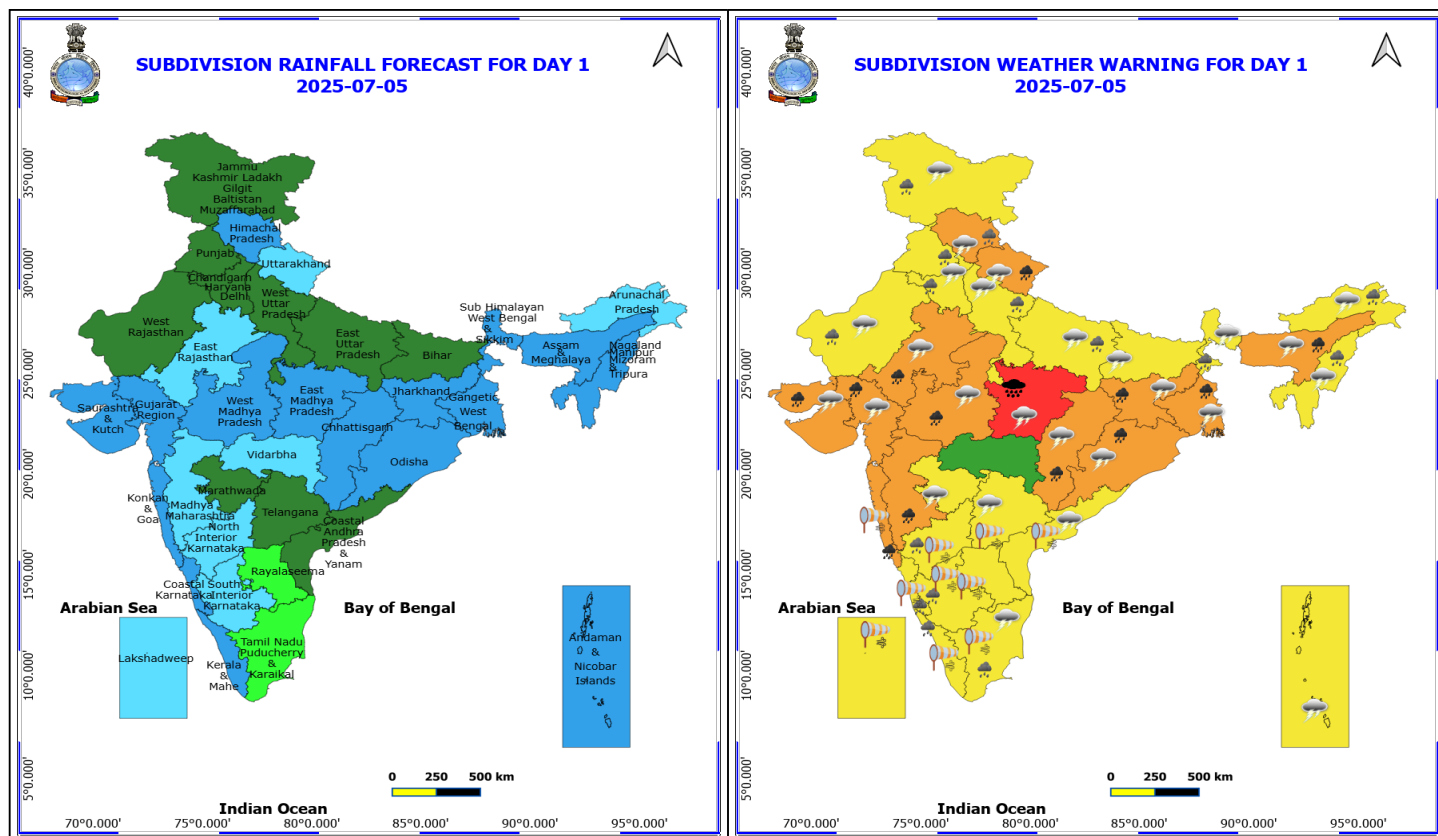 SUBDIVISION RAINFALL FORECAST FOR DAY 1
2025-07-05
40°0.000'
35°0.000'
30°0.000'
25°0.000'
20°0.000'
15°0.000'
10°0.000'
5°0.000'
Jammu
Kashmir Ladakh
Gilgit
Baltistan
Muzaffarabad
Himachal
Pradesh
Punjab
Uttarakhand
Chandigarh
Haryana
Delhi
West
Uttar
Pradesh
West
Rajasthan
East
Rajasthan
East
Uttar
Pradesh
Bihar
Sub Himalayan
West Bengal
&
Sikkim
Arunachal
Pradesh
Assam
&
Meghalaya
Nagaland
Manipur
Mizoram
&
Tripura
Saurashtra
&
Kutch
Gujarat
Region
West
Madhya
Pradesh
East
Madhya
Pradesh
Jharkhand
Gangetic
West
Bengal
Chhattisgarh
Odisha
Vidarbha
Konkan
&
Goa
Marathwada
Madhya
Maharashtra
Telangana
North
Interior
Karnataka
Coastal
Andhra
Pradesh
&
Yanam
Rayalaseema
Coastal
Karnataka
South
Interior
Karnataka
Arabian Sea
Bay of Bengal
Lakshadweep
Tamil Nadu
Puducherry
&
Karaikal
Kerala
&
Mahe
Andaman
&
Nicobar
Islands
0 250 500 km
Indian Ocean
70°0.000' 75°0.000' 80°0.000' 85°0.000' 90°0.000' 95°0.000'
SUBDIVISION WEATHER WARNING FOR DAY 1
2025-07-05
40°0.000'
35°0.000'
30°0.000'
25°0.000'
20°0.000'
15°0.000'
10°0.000'
5°0.000'
Arabian Sea
Bay of Bengal
0 250 500 km
Indian Ocean
70°0.000' 75°0.000' 80°0.000' 85°0.000' 90°0.000' 95°0.000'